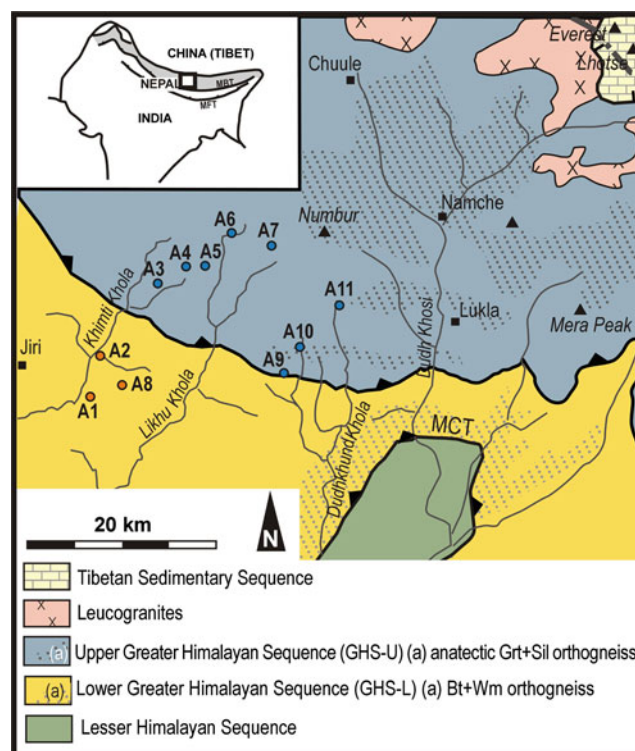 CHINA (TIBET)
NEPAL
MBT
MFT
INDIA
Everest
Lhotse
Chuule
Namche
Numbur
A6
A7
A4
A5
A3
A11
Khimti Khola
Lukla
Mera Peak
Dudh Khosi
Jiri
A2
A10
A9
A8
A1
Likhu Khola
Dudhkhund Khola
MCT
20 km
N
Tibetan Sedimentary Sequence
Leucogranites
(a) Upper Greater Himalayan Sequence (GHS-U) (a) anatectic Grt+Sil orthogneiss
(a) Lower Greater Himalayan Sequence (GHS-L) (a) Bt+Wm orthogneiss
Lesser Himalayan Sequence